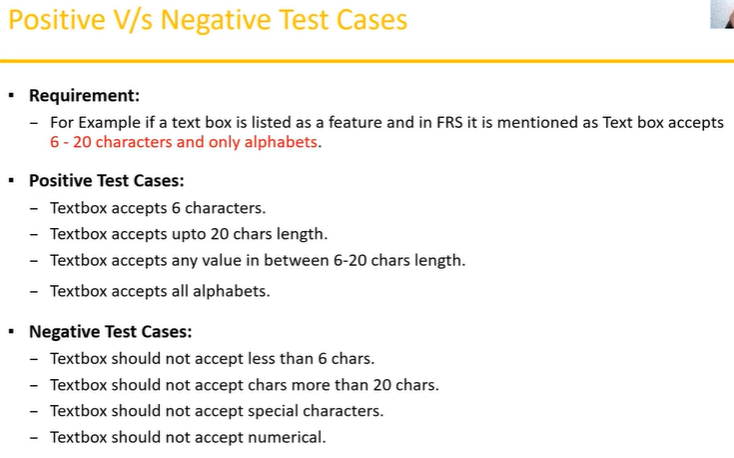 Positive V/s Negative Test Cases
▪ Requirement:
– For Example if a text box is listed as a feature and in FRS it is mentioned as Text box accepts
6 - 20 characters and only alphabets.
▪ Positive Test Cases:
– Textbox accepts 6 characters.
– Textbox accepts upto 20 chars length.
– Textbox accepts any value in between 6-20 chars length.
– Textbox accepts all alphabets.
▪ Negative Test Cases:
– Textbox should not accept less than 6 chars.
– Textbox should not accept chars more than 20 chars.
– Textbox should not accept special characters.
– Textbox should not accept numerical.